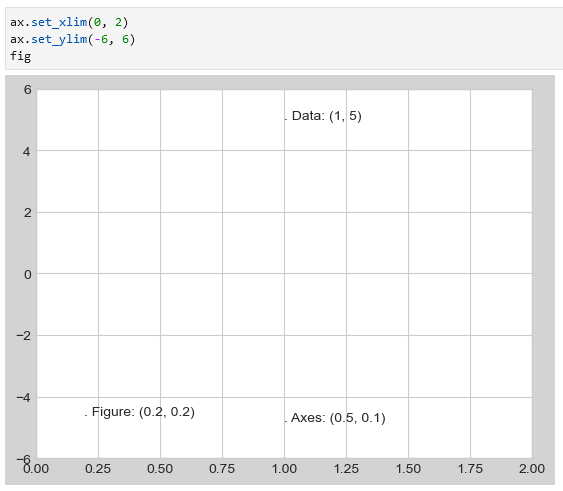 ax.set_xlim(0, 2)
ax.set_ylim(-6, 6)
fig
6
. Data: (1, 5)
4
2
0
−2
−4
. Figure: (0.2, 0.2)
. Axes: (0.5, 0.1)
−6
0.00 0.25 0.50 0.75 1.00 1.25 1.50 1.75 2.00